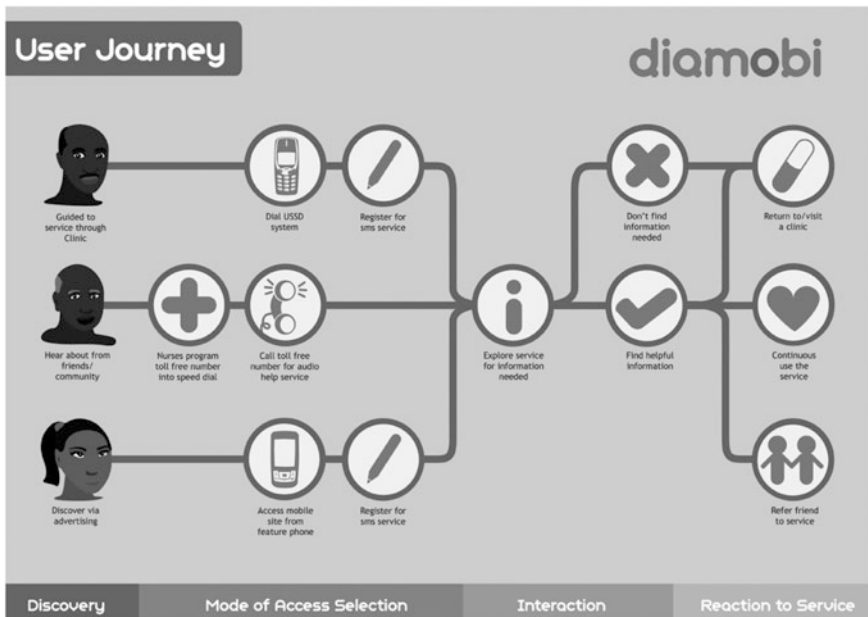 User Journey
diamobi
Guided to
service through
Clinic
Dial USSD
system
Register for
sms service
Don't find
information
needed
Return to/visit
a clinic
Hear about from
friends/
community
Nurses program
toll free number
into speed dial
Call toll free
number for audio
help service
Explore service
for information
needed
Find helpful
information
Continuous
use the
service
Discover via
advertising
Access mobile
site from
feature phone
Register for
sms service
Refer friend
to service
Discovery
Mode of Access Selection
Interaction
Reaction to Service